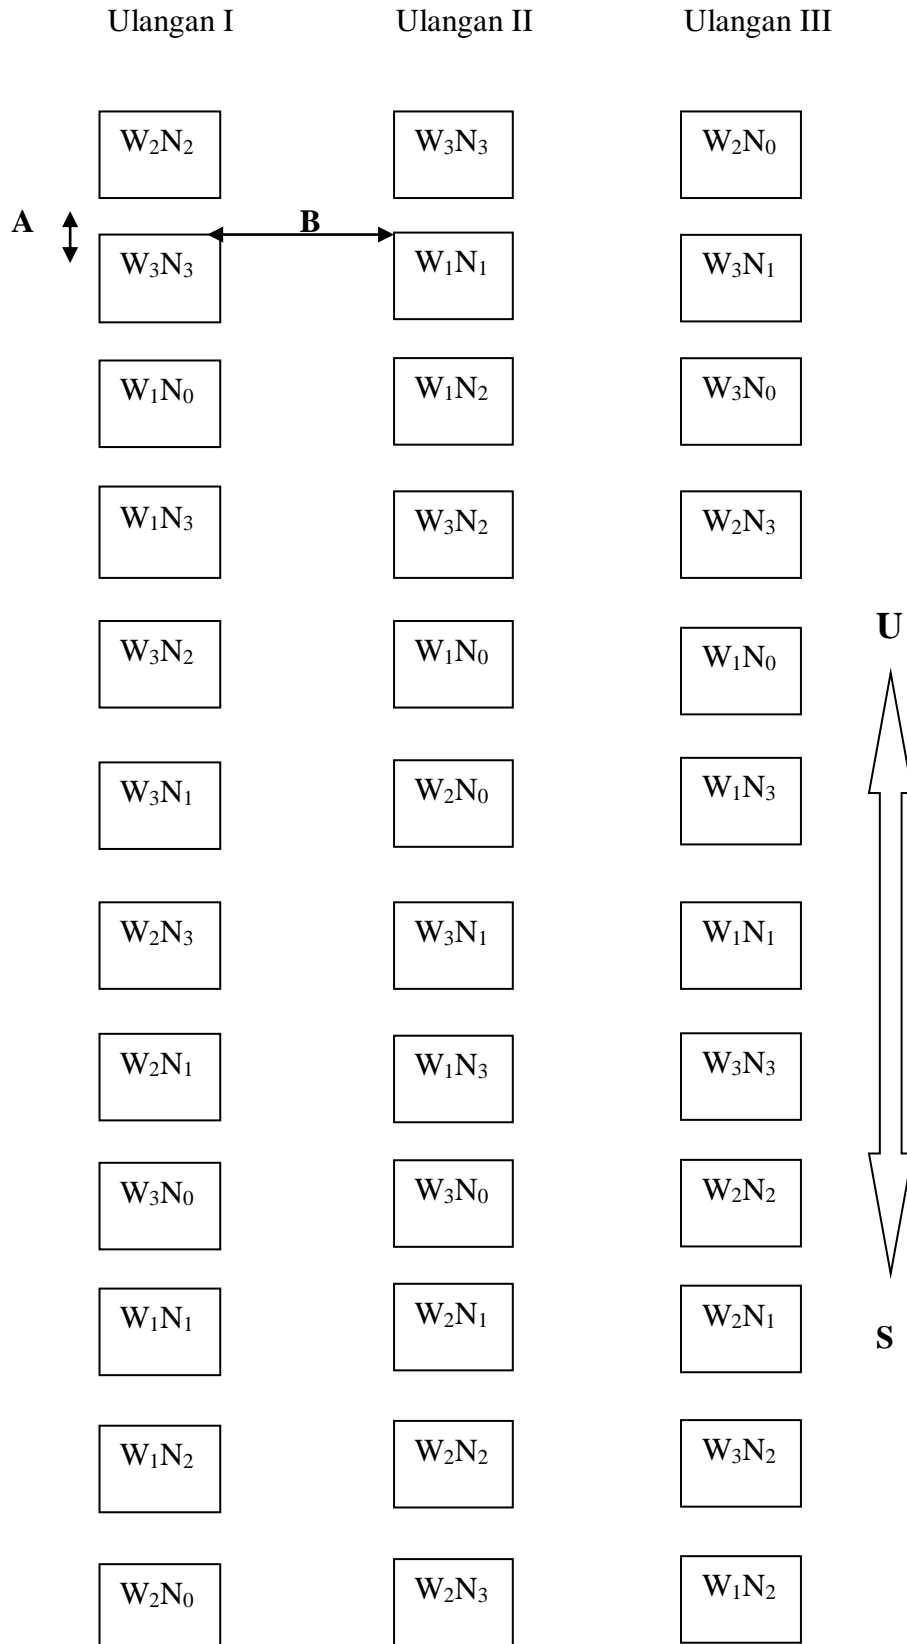 Ulangan I Ulangan II Ulangan III
W₂N₂ W₃N₃ W₂N₀
A B
W₃N₃ W₁N₁ W₃N₁
W₁N₀ W₁N₂ W₃N₀
W₁N₃ W₃N₂ W₂N₃
U
W₃N₂ W₁N₀ W₁N₀
W₃N₁ W₂N₀ W₁N₃
W₂N₃ W₃N₁ W₁N₁
W₂N₁ W₁N₃ W₃N₃
W₃N₀ W₃N₀ W₂N₂
W₁N₁ W₂N₁ W₂N₁
S
W₁N₂ W₂N₂ W₃N₂
W₂N₀ W₂N₃ W₁N₂